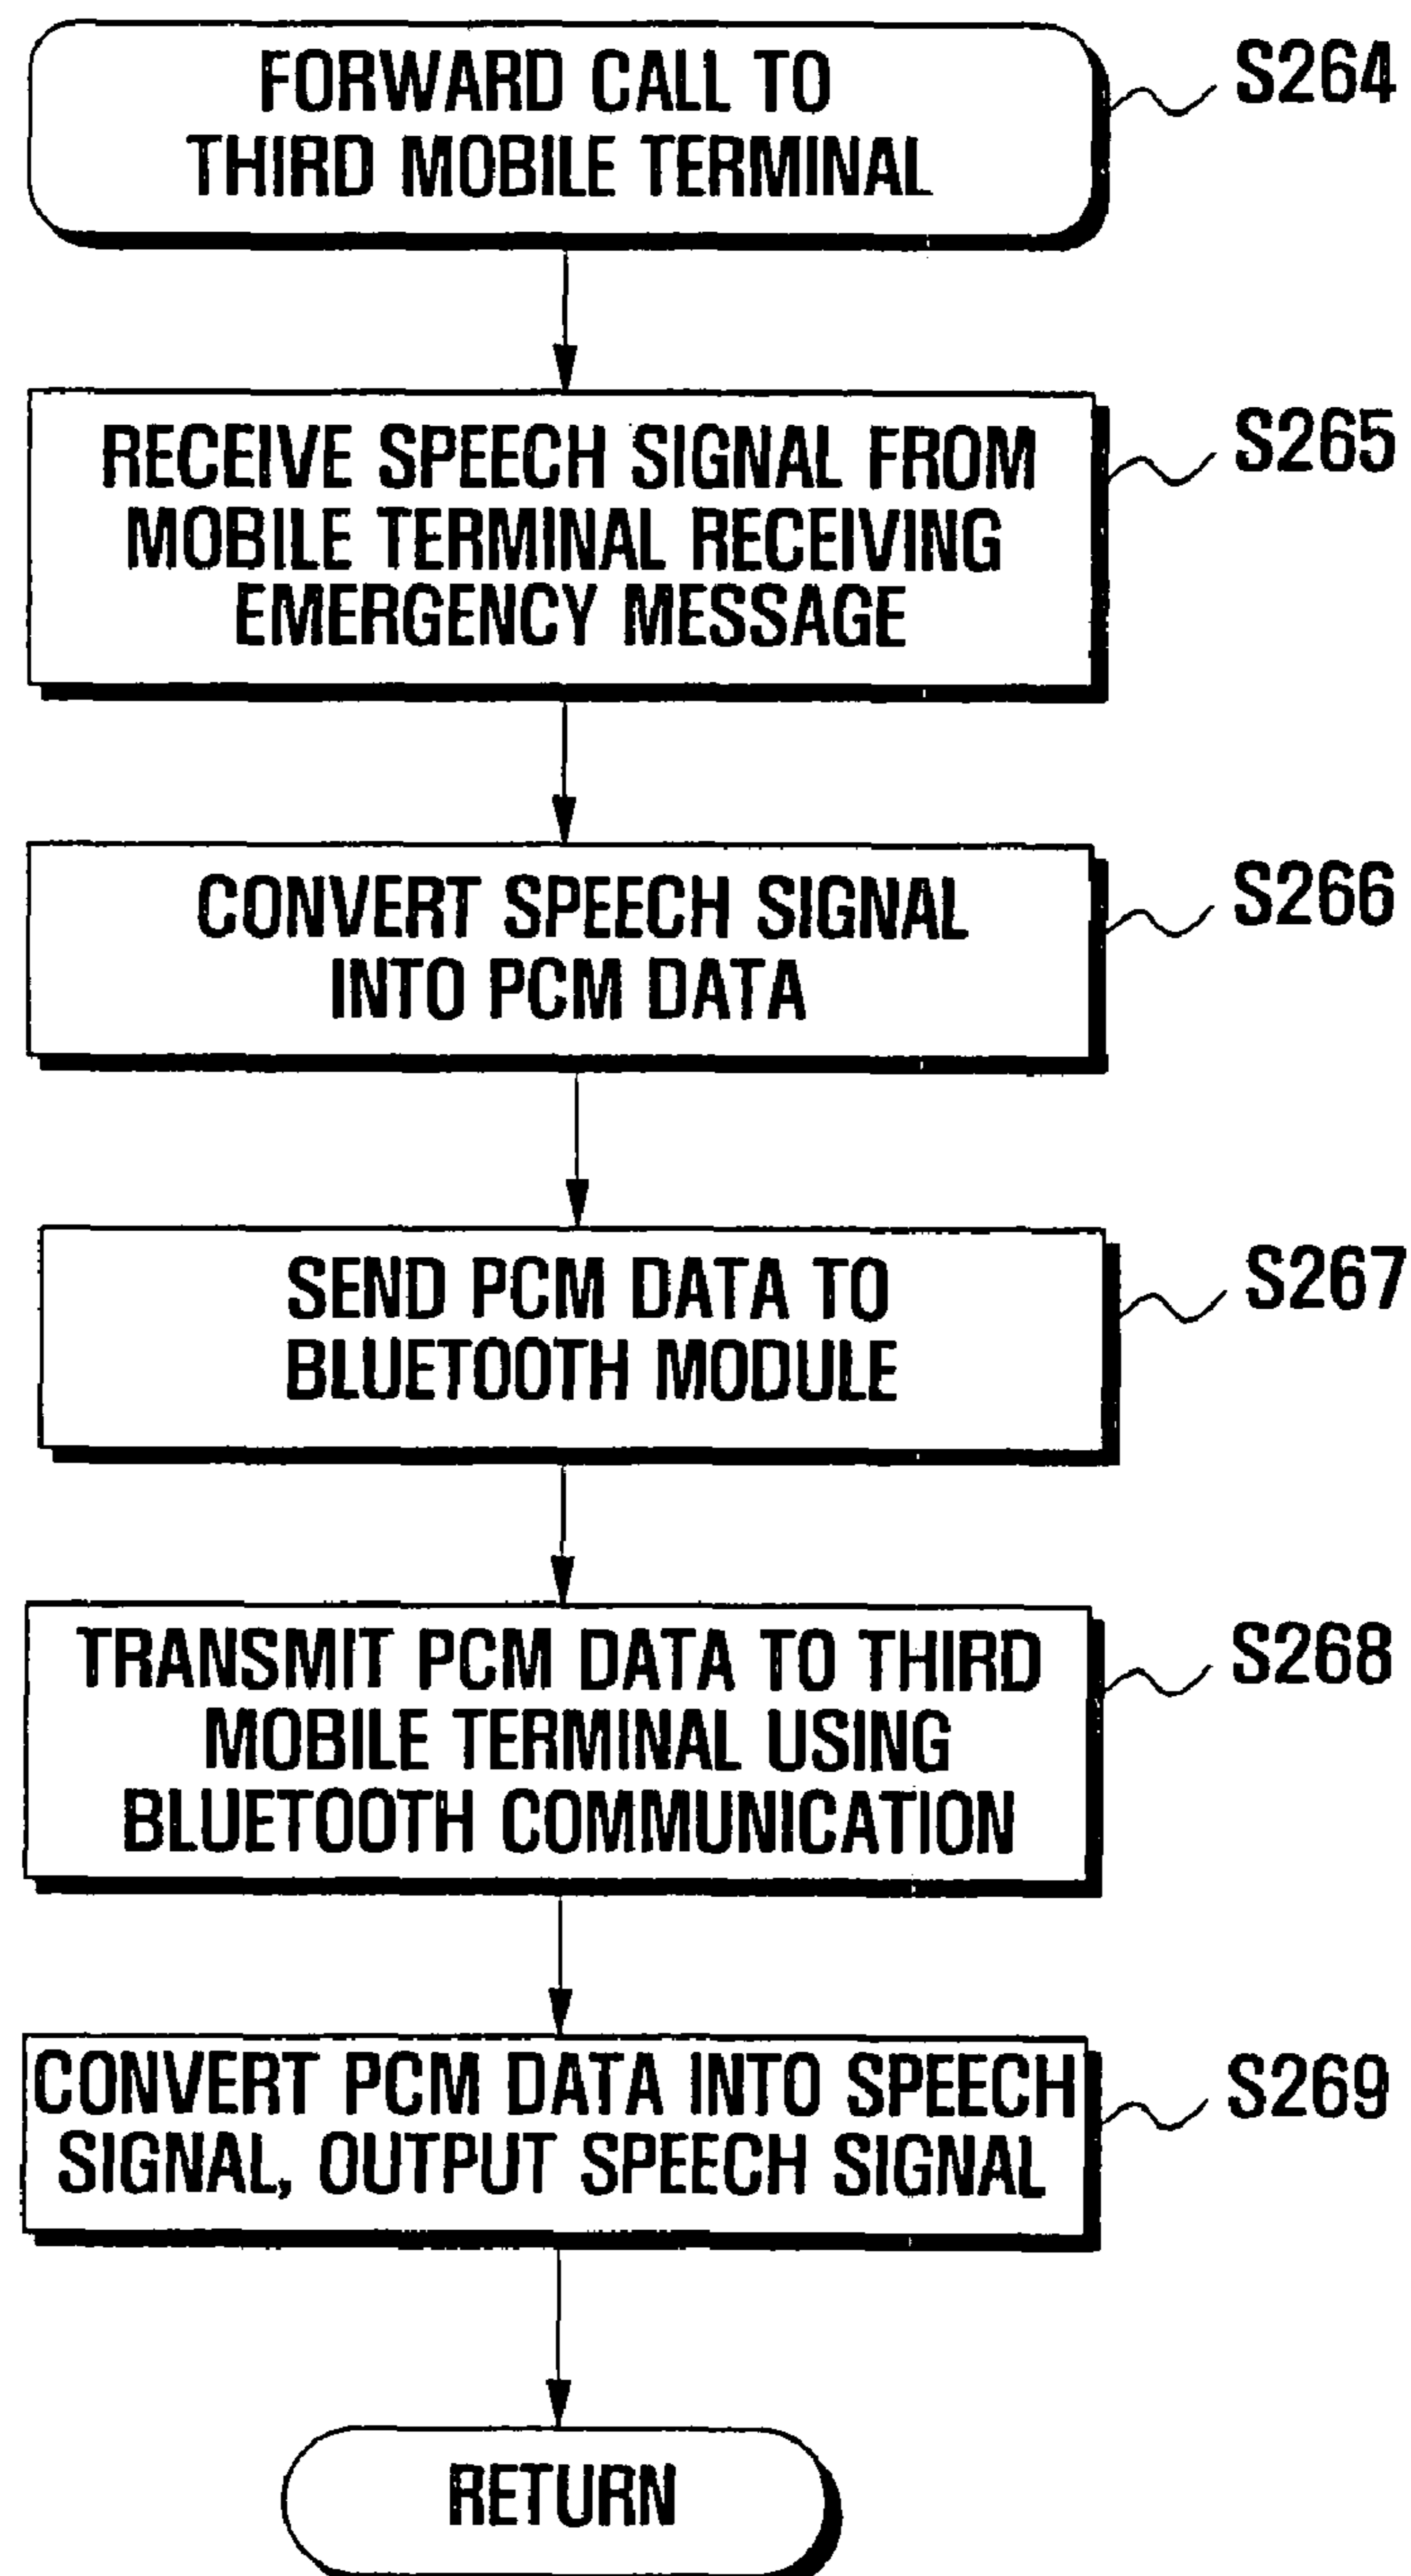 FORWARD CALL TO
THIRD MOBILE TERMINAL
S264
RECEIVE SPEECH SIGNAL FROM
MOBILE TERMINAL RECEIVING
EMERGENCY MESSAGE
S265
CONVERT SPEECH SIGNAL
INTO PCM DATA
S266
SEND PCM DATA TO
BLUETOOTH MODULE
S267
TRANSMIT PCM DATA TO THIRD
MOBILE TERMINAL USING
BLUETOOTH COMMUNICATION
S268
CONVERT PCM DATA INTO SPEECH
SIGNAL, OUTPUT SPEECH SIGNAL
S269
RETURN